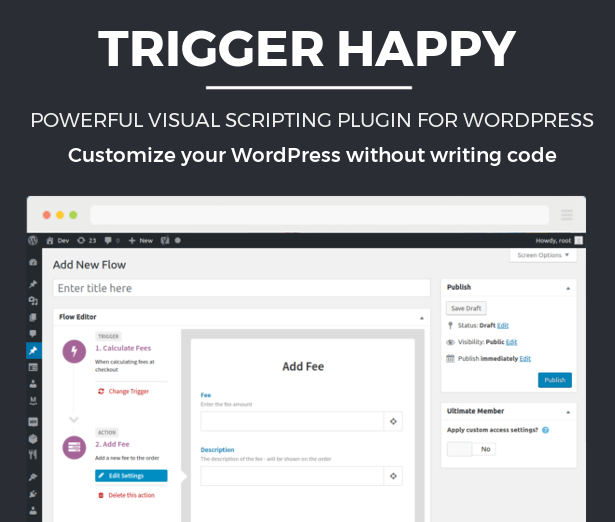 TRIGGER HAPPY
POWERFUL VISUAL SCRIPTING PLUGIN FOR WORDPRESS
Customize your WordPress without writing code
Dev 23 0 New Howdy, root
Screen Options
Add New Flow
Enter title here
Flow Editor
TRIGGER
1. Calculate Fees
When calculating fees at
checkout
Change Trigger
ACTION
2. Add Fee
Add a new fee to the order
Edit Settings
Delete this action
Add Fee
Fee
Enter the fee amount
Description
The description of the fee - will be shown on the order
Publish
Save Draft
Status: Draft Edit
Visibility: Public Edit
Publish immediately Edit
Publish
Ultimate Member
Apply custom access settings?
No